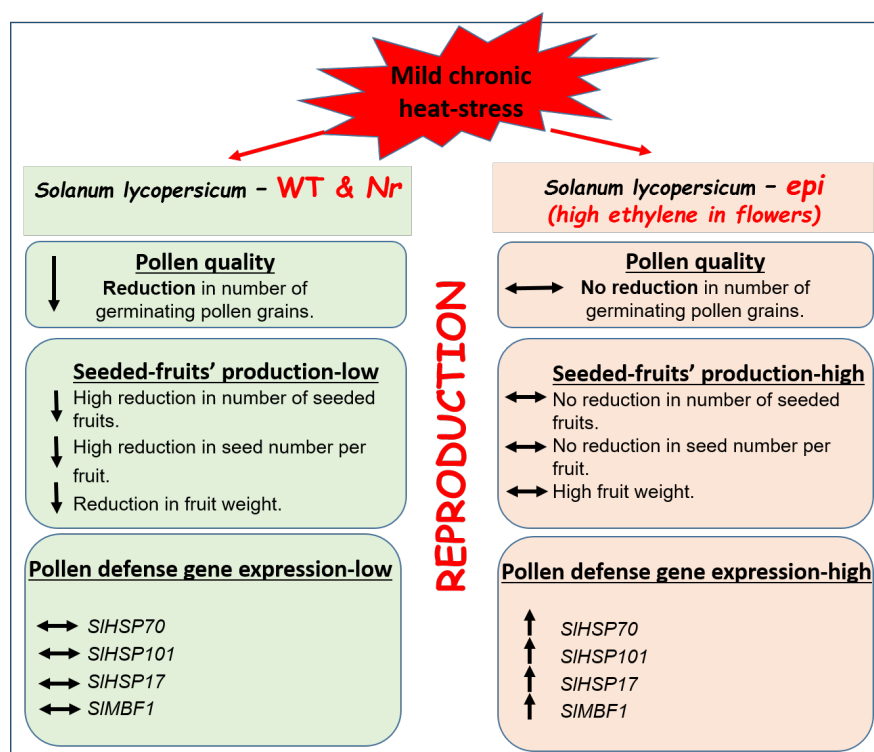 Mild chronic
heat-stress
Solanum lycopersicum – WT & Nr
Pollen quality
Reduction in number of
germinating pollen grains.
Seeded-fruits' production-low
High reduction in number of seeded
fruits.
High reduction in seed number per
fruit.
Reduction in fruit weight.
Pollen defense gene expression-low
SlHSP70
SlHSP101
SlHSP17
SlMBF1
REPRODUCTION
Solanum lycopersicum – epi
(high ethylene in flowers)
Pollen quality
No reduction in number of
germinating pollen grains.
Seeded-fruits' production-high
No reduction in number of seeded
fruits.
No reduction in seed number per
fruit.
High fruit weight.
Pollen defense gene expression-high
SlHSP70
SlHSP101
SlHSP17
SlMBF1